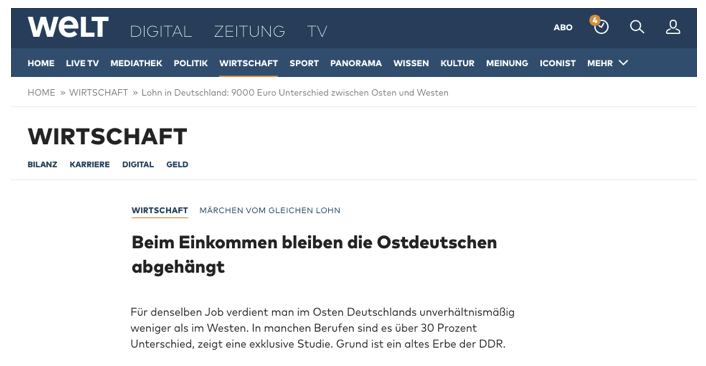 welt DIGITAL ZEITUNG TV ABO 4
HOME LIVE TV MEDIATHEK POLITIK WIRTSCHAFT SPORT PANORAMA WISSEN KULTUR MEINUNG ICONIST MEHR
HOME » WIRTSCHAFT » Lohn in Deutschland: 9000 Euro Unterschied zwischen Osten und Westen
WIRTSCHAFT
BILANZ KARRIERE DIGITAL GELD
WIRTSCHAFT MÄRCHEN VOM GLEICHEN LOHN
Beim Einkommen bleiben die Ostdeutschen
abgehängt
Für denselben Job verdient man im Osten Deutschlands unverhältnismäßig
weniger als im Westen. In manchen Berufen sind es über 30 Prozent
Unterschied, zeigt eine exklusive Studie. Grund ist ein altes Erbe der DDR.